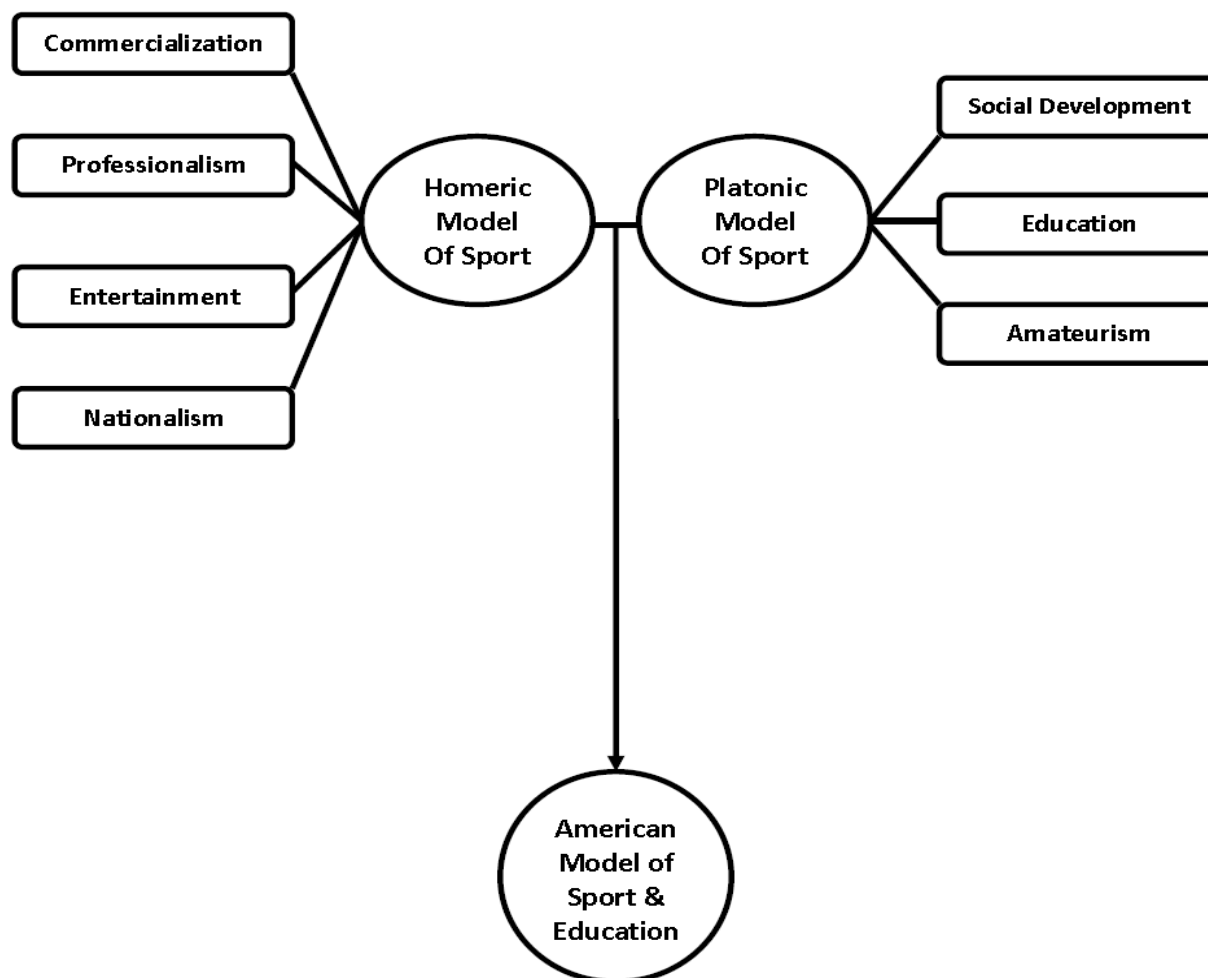 Commercialization
Professionalism
Entertainment
Nationalism
Homeric
Model
Of Sport
Platonic
Model
Of Sport
Social Development
Education
Amateurism
American
Model of
Sport &
Education